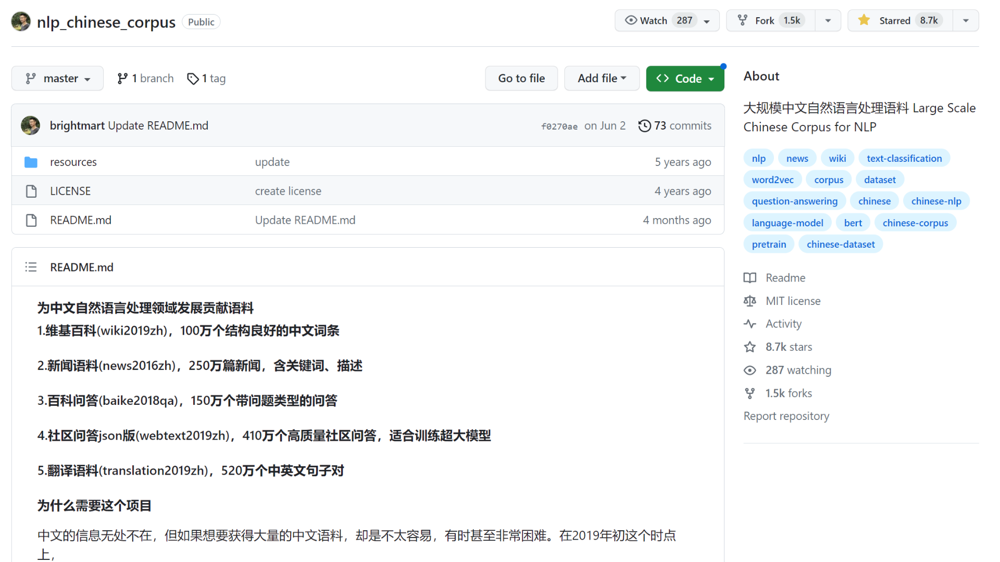 nlp_chinese_corpus Public
Watch 287
Fork 1.5k
Starred 8.7k
master
1 branch
1 tag
Go to file
Add file
Code
brightmart Update README.md
f0270ae on Jun 2
73 commits
resources update 5 years ago
LICENSE create license 4 years ago
README.md Update README.md 4 months ago
README.md
为中文自然语言处理领域发展贡献语料
1.维基百科(wiki2019zh)，100万个结构良好的中文词条
2.新闻语料(news2016zh)，250万篇新闻，含关键词、描述
3.百科问答(baike2018qa)，150万个带问题类型的问答
4.社区问答json版(webtext2019zh)，410万个高质量社区问答，适合训练超大模型
5.翻译语料(translation2019zh)，520万个中英文句子对
为什么需要这个项目
中文的信息无处不在，但如果想要获得大量的中文语料，却是不太容易，有时甚至非常困难。在2019年初这个时点
上，
About
大规模中文自然语言处理语料 Large Scale
Chinese Corpus for NLP
nlp news wiki text-classification
word2vec corpus dataset
question-answering chinese chinese-nlp
language-model bert chinese-corpus
pretrain chinese-dataset
Readme
MIT license
Activity
8.7k stars
287 watching
1.5k forks
Report repository